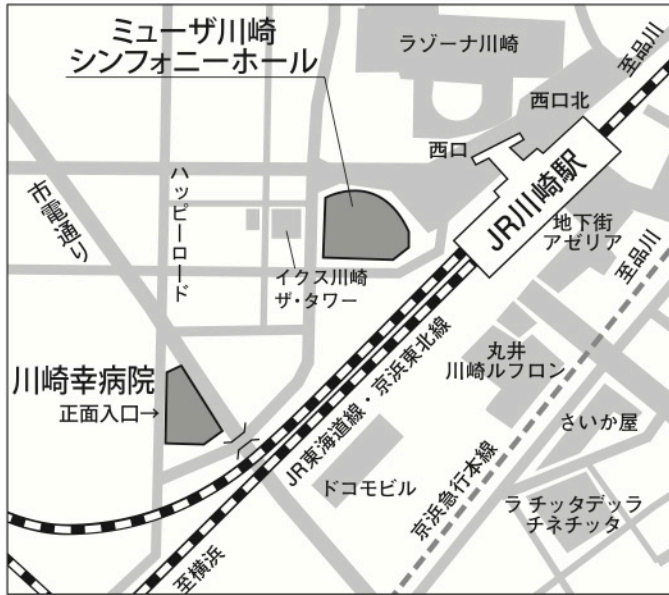 ミューザ川崎
シンフォニーホール
ラゾーナ川崎
至品川
西口北
西口
JR川崎駅
ハッピーロード
市電通り
地下街
アゼリア
至品川
イクス川崎
ザ・タワー
丸井
川崎ルフロン
川崎幸病院
正面入口→
JR東海道線・京浜東北線
さいか屋
ドコモビル
京浜急行本線
ラ チッタデッラ
チネチッタ
至横浜